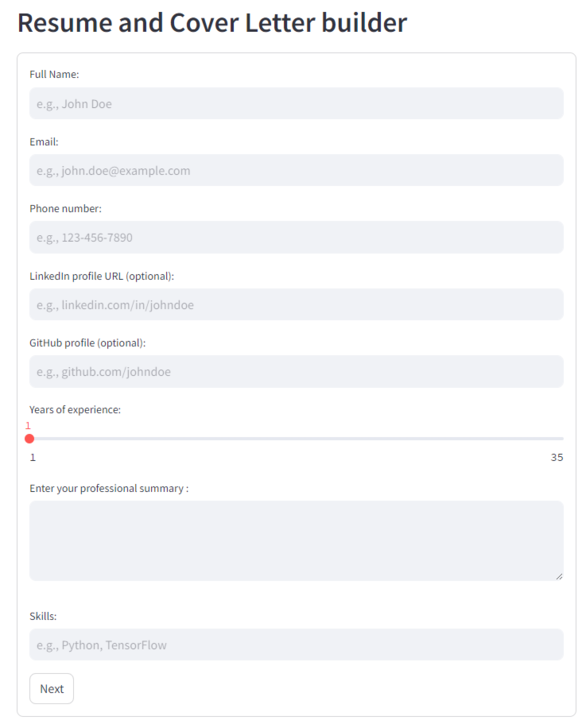 Resume and Cover Letter builder
Full Name:
e.g., John Doe
Email:
e.g., john.doe@example.com
Phone number:
e.g., 123-456-7890
LinkedIn profile URL (optional):
e.g., linkedin.com/in/johndoe
GitHub profile (optional):
e.g., github.com/johndoe
Years of experience:
1
1 35
Enter your professional summary :
Skills:
e.g., Python, TensorFlow
Next